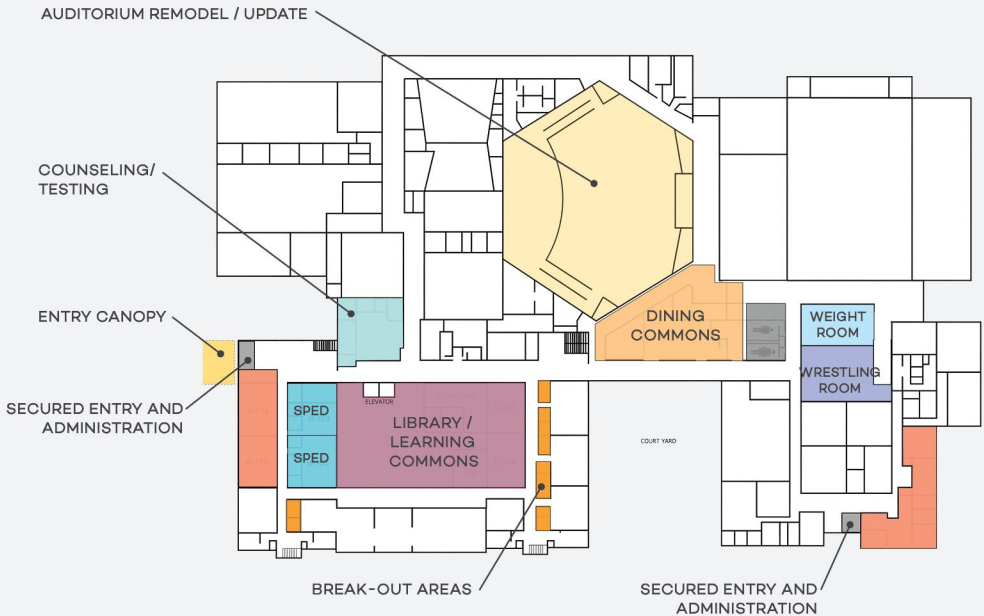 AUDITORIUM REMODEL / UPDATE
COUNSELING/
TESTING
ENTRY CANOPY
SECURED ENTRY AND
ADMINISTRATION
DINING
COMMONS
WEIGHT
ROOM
WRESTLING
ROOM
SPED
SPED
ELEVATOR
LIBRARY /
LEARNING
COMMONS
COURT YARD
BREAK-OUT AREAS
SECURED ENTRY AND
ADMINISTRATION